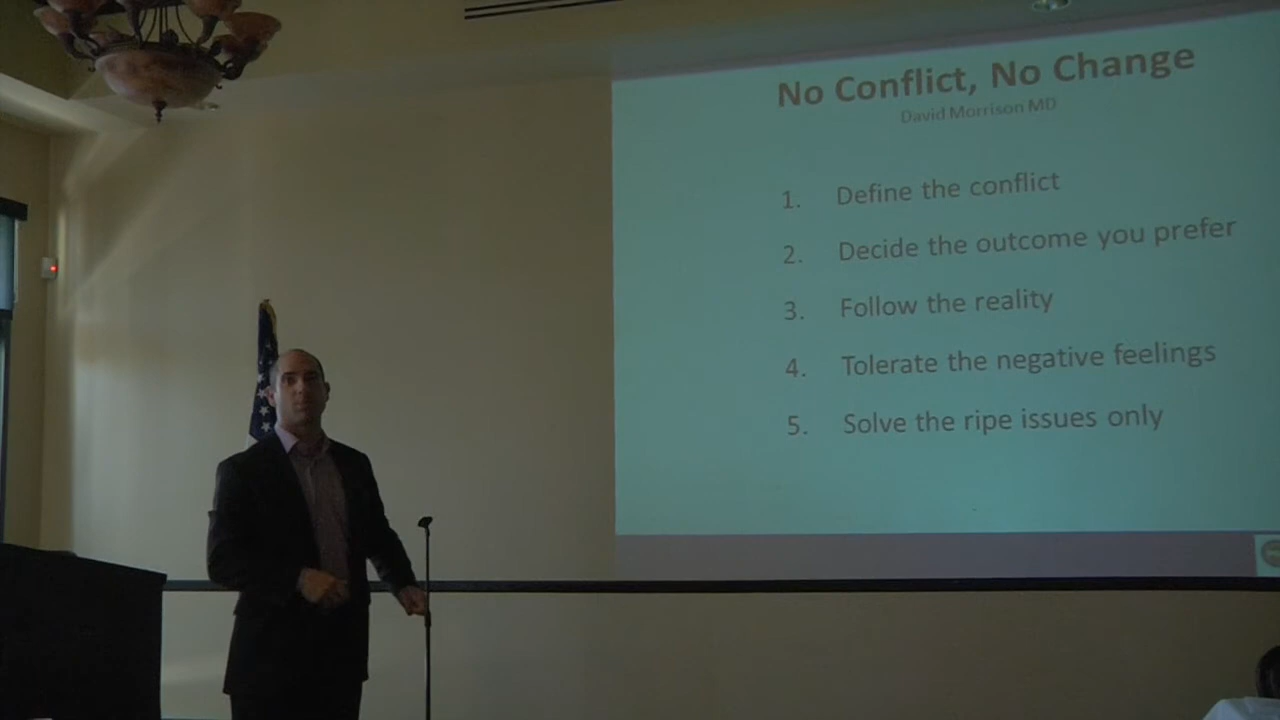 No Conflict, No Change
David Morrison MD
1. Define the conflict
2. Decide the outcome you prefer
3. Follow the reality
4. Tolerate the negative feelings
5. Solve the ripe issues only